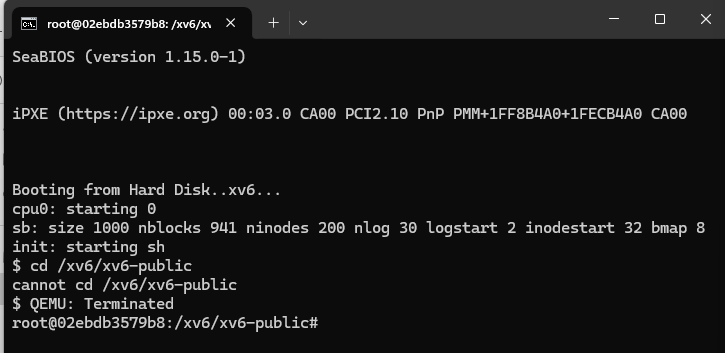 root@02ebdb3579b8: /xv6/xv
SeaBIOS (version 1.15.0-1)
iPXE (https://ipxe.org) 00:03.0 CA00 PCI2.10 PnP PMM+1FF8B4A0+1FECB4A0 CA00
Booting from Hard Disk..xv6...
cpu0: starting 0
sb: size 1000 nblocks 941 ninodes 200 nlog 30 logstart 2 inodestart 32 bmap 8
init: starting sh
$ cd /xv6/xv6-public
cannot cd /xv6/xv6-public
$ QEMU: Terminated
root@02ebdb3579b8:/xv6/xv6-public#